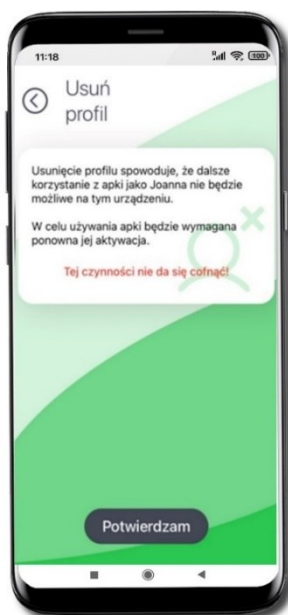 11:18
100
Usuń
profil
Usunięcie profilu spowoduje, że dalsze
korzystanie z apki jako Joanna nie będzie
możliwe na tym urządzeniu.
W celu używania apki będzie wymagana
ponowna jej aktywacja.
Tej czynności nie da się cofnąć!
Potwierdzam